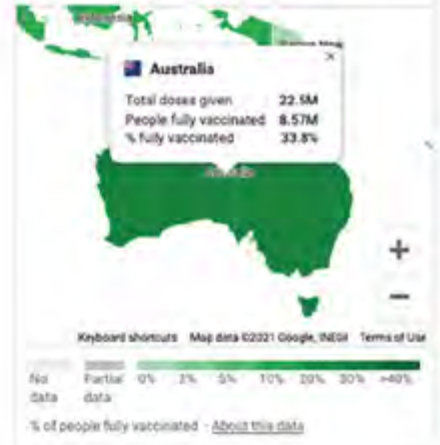 Indonesia
Australia
Total doses given 22.5M
People fully vaccinated 8.57M
% fully vaccinated 33.8%
Keyboard shortcuts Map data ©2021 Google, INEGI Terms of Use
No data
Partial data
0% 2% 5% 10% 20% 30% >40%
% of people fully vaccinated · About this data